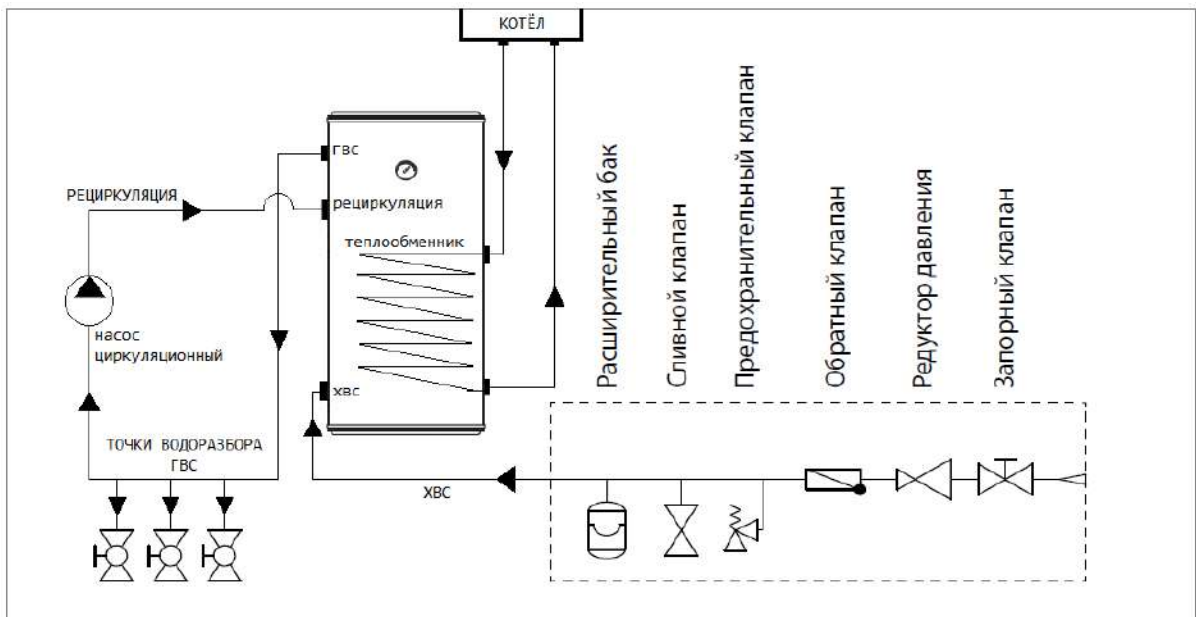 КОТЁЛ
ГВС
РЕЦИРКУЛЯЦИЯ
рециркуляция
теплообменник
насос
циркуляционный
ХВС
ТОЧКИ ВОДОРАЗБОРА
ГВС
ХВС
Расширительный бак
Сливной клапан
Предохранительный клапан
Обратный клапан
Редуктор давления
Запорный клапан